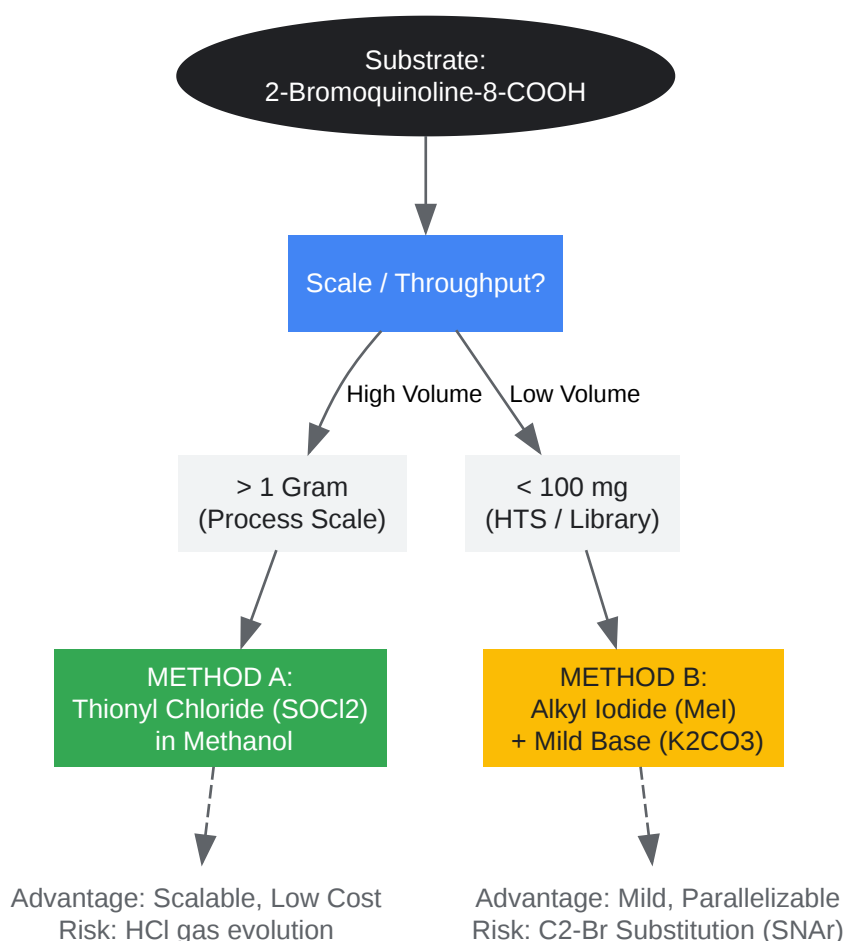 Substrate:
2-Bromoquinoline-8-COOH
Scale / Throughput?
High Volume
Low Volume
> 1 Gram
(Process Scale)
< 100 mg
(HTS / Library)
METHOD A:
Thionyl Chloride (SOCl2)
in Methanol
METHOD B:
Alkyl Iodide (MeI)
+ Mild Base (K2CO3)
Advantage: Scalable, Low Cost
Risk: HCl gas evolution
Advantage: Mild, Parallelizable
Risk: C2-Br Substitution (SNAr)